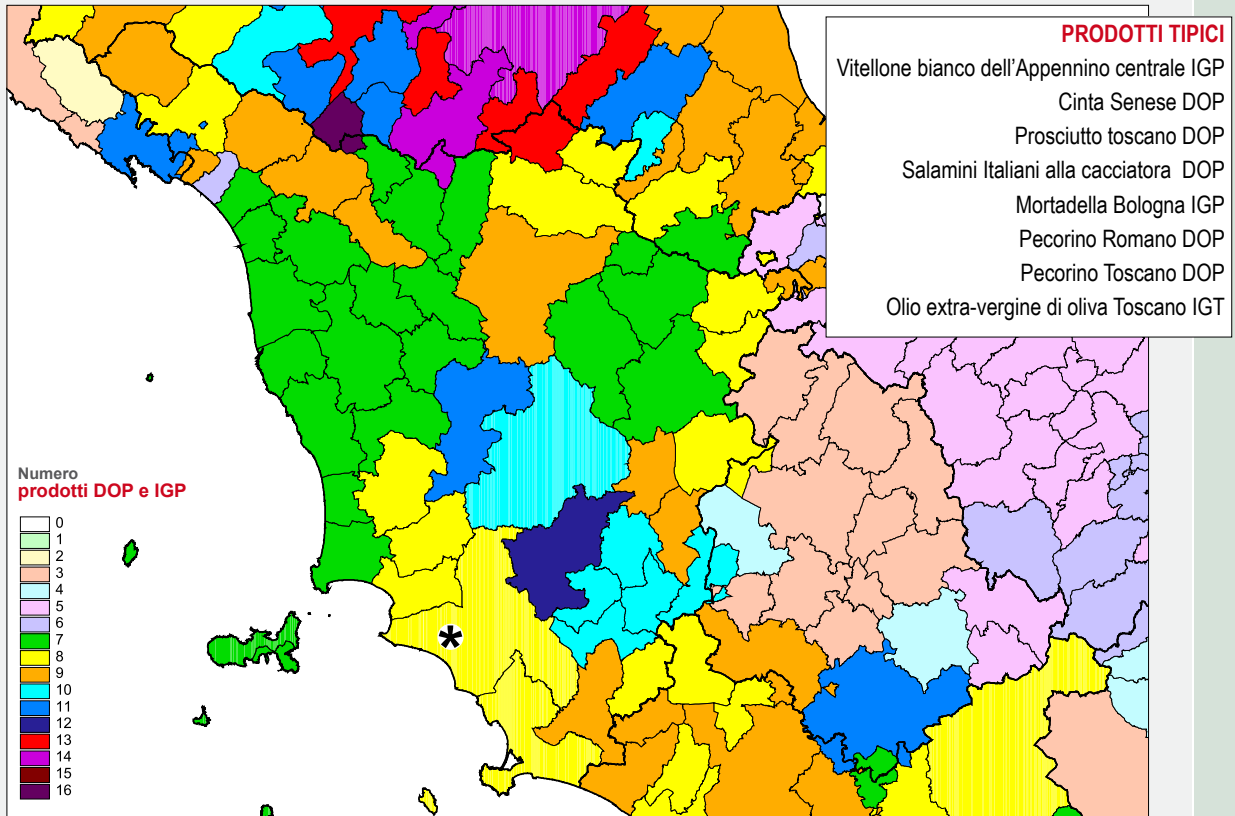 PRODOTTI TIPICI
Vitellone bianco dell'Appennino centrale IGP
Cinta Senese DOP
Prosciutto toscano DOP
Salamini Italiani alla cacciatora DOP
Mortadella Bologna IGP
Pecorino Romano DOP
Pecorino Toscano DOP
Olio extra-vergine di oliva Toscano IGT
*
Numero
prodotti DOP e IGP
0
1
2
3
4
5
6
7
8
9
10
11
12
13
14
15
16